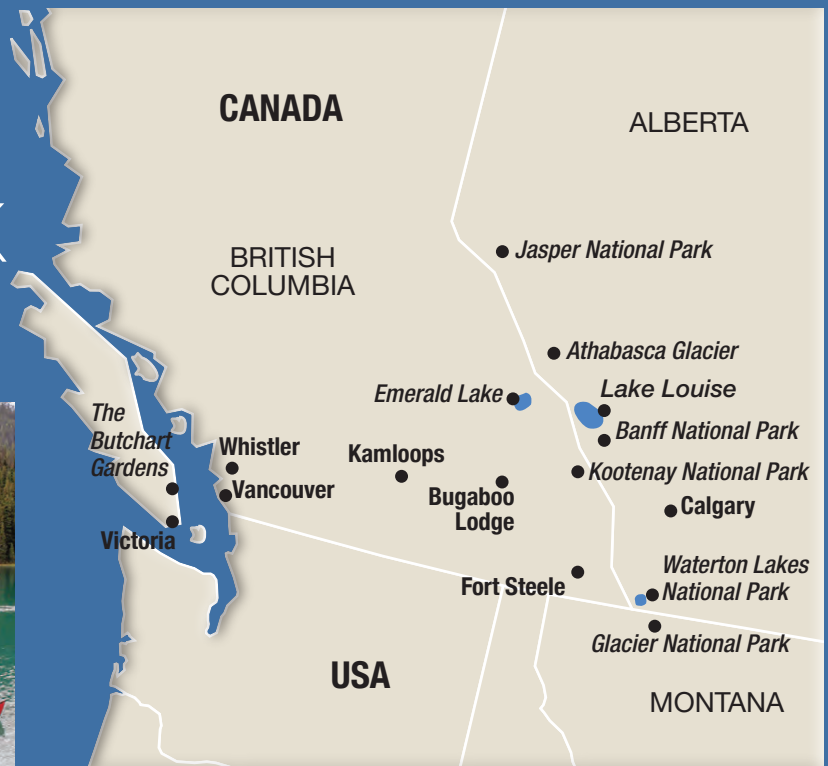 CANADA
ALBERTA
BRITISH
COLUMBIA
Jasper National Park
Athabasca Glacier
Emerald Lake
Lake Louise
The
Butchart
Gardens
Banff National Park
Whistler
Kamloops
Kootenay National Park
Vancouver
Bugaboo
Lodge
Calgary
Victoria
Waterton Lakes
National Park
Fort Steele
Glacier National Park
USA
MONTANA